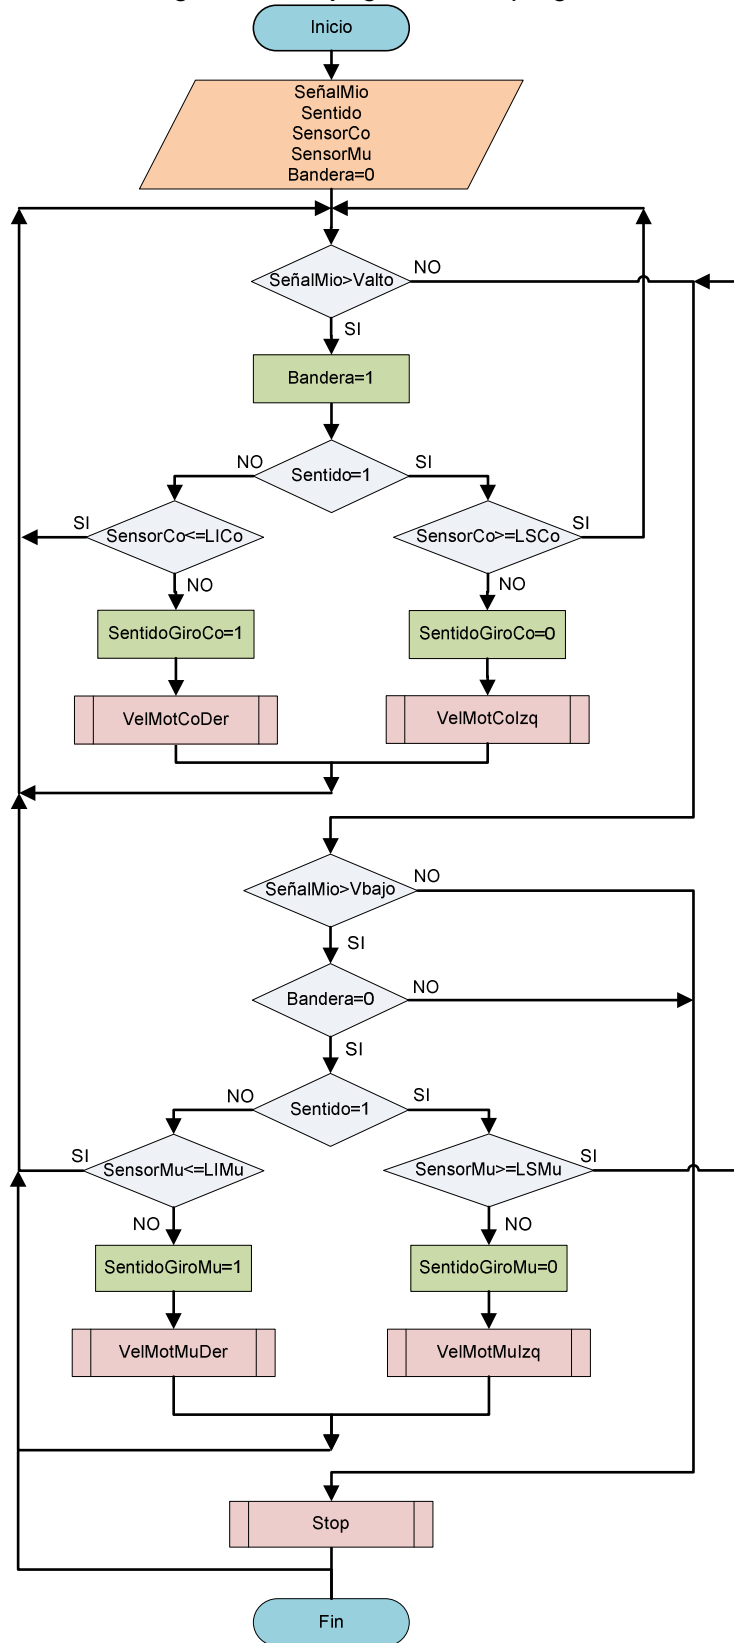 Inicio
SeñalMio
Sentido
SensorCo
SensorMu
Bandera=0
SeñalMio>Valto
NO
SI
Bandera=1
NO
Sentido=1
SI
SI
SensorCo<=LICo
SensorCo>=LSCo
SI
NO
NO
SentidoGiroCo=1
SentidoGiroCo=0
VelMotCoDer
VelMotCoIzq
SeñalMio>Vbajo
NO
SI
Bandera=0
NO
SI
NO
Sentido=1
SI
SI
SensorMu<=LIMu
SensorMu>=LSMu
SI
NO
NO
SentidoGiroMu=1
SentidoGiroMu=0
VelMotMuDer
VelMotMuIzq
Stop
Fin